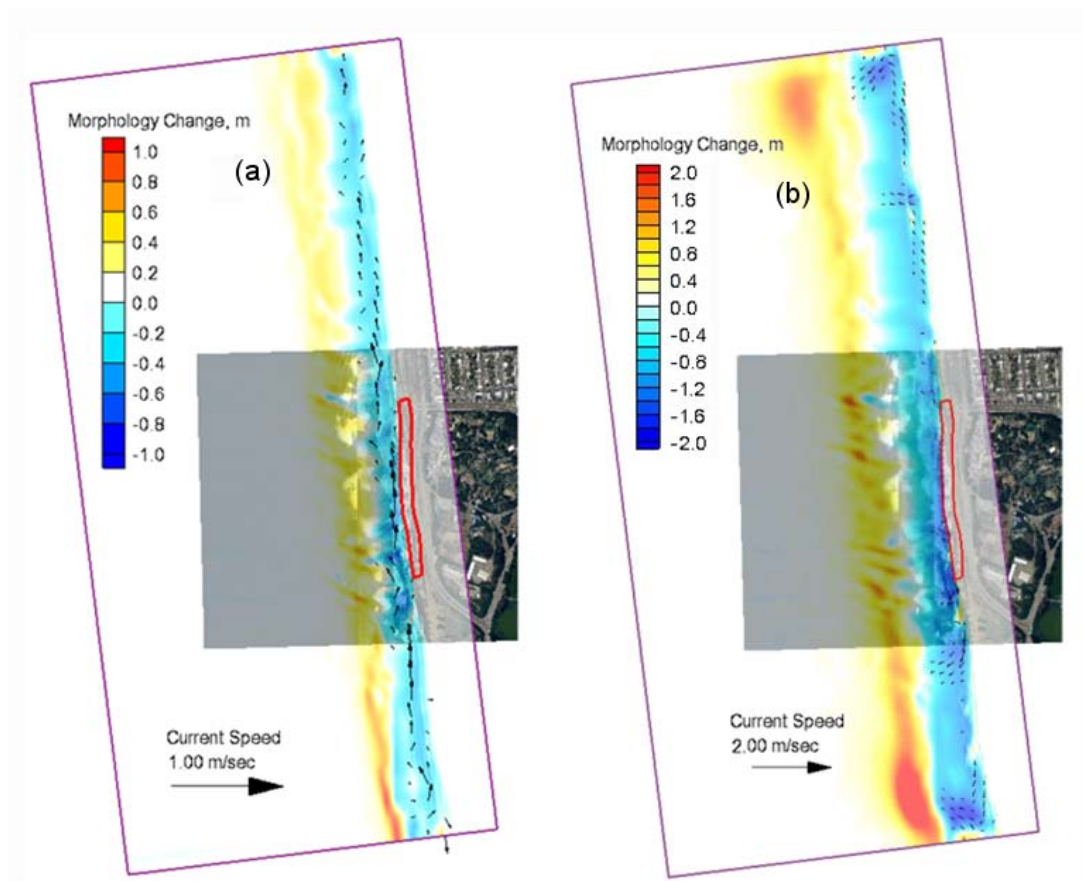 Morphology Change, m
1.0
0.8
0.6
0.4
0.2
0.0
-0.2
-0.4
-0.6
-0.8
-1.0
(a)
Current Speed
1.00 m/sec
Morphology Change, m
2.0
1.6
1.2
0.8
0.4
0.0
-0.4
-0.8
-1.2
-1.6
-2.0
(b)
Current Speed
2.00 m/sec